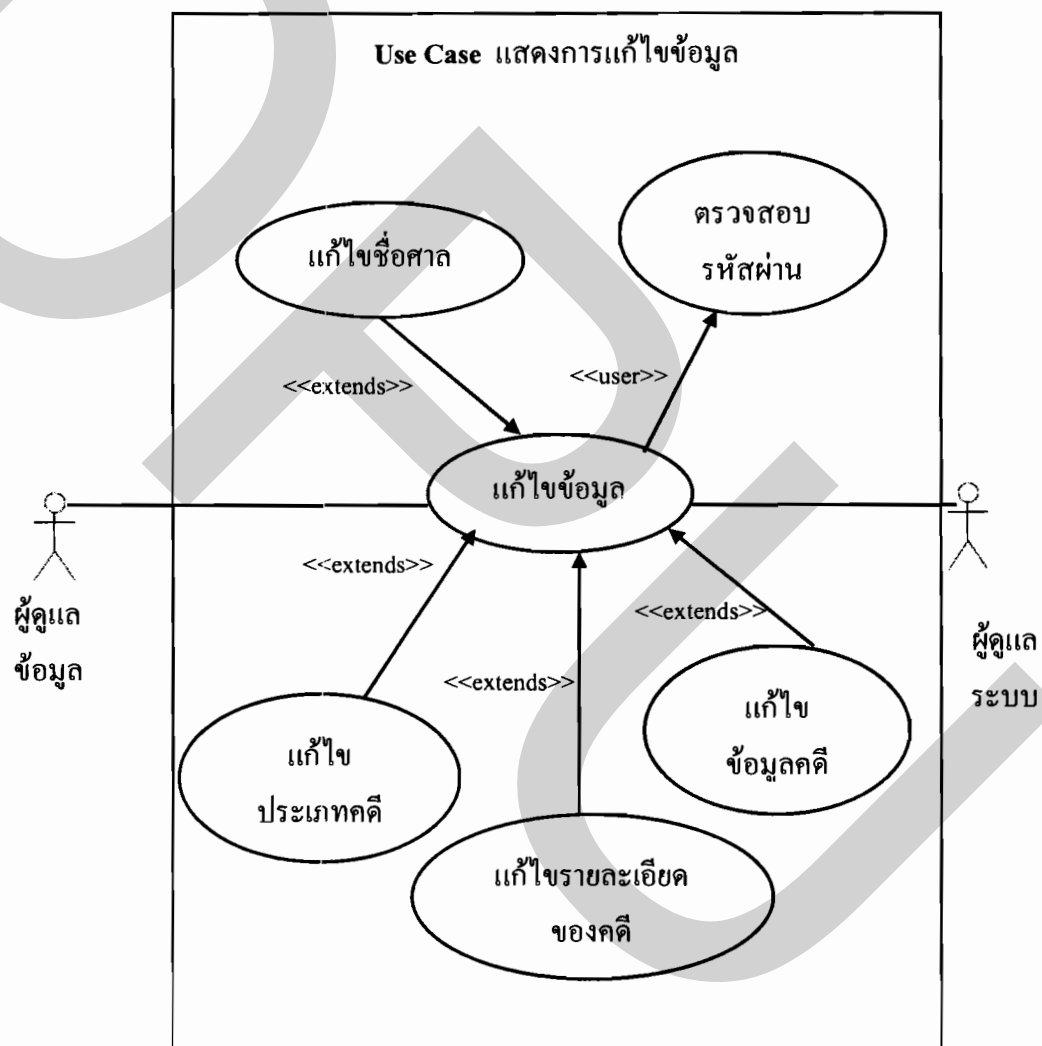 Use Case แสดงการแก้ไขข้อมูล
แก้ไขชื่อศาล
ตรวจสอบ
รหัสผ่าน
<<extends>>
<<user>>
แก้ไขข้อมูล
<<extends>>
<<extends>>
<<extends>>
ผู้ดูแล
ข้อมูล
ผู้ดูแล
ระบบ
แก้ไข
ประเภทคดี
แก้ไข
ข้อมูลคดี
แก้ไขรายละเอียด
ของคดี